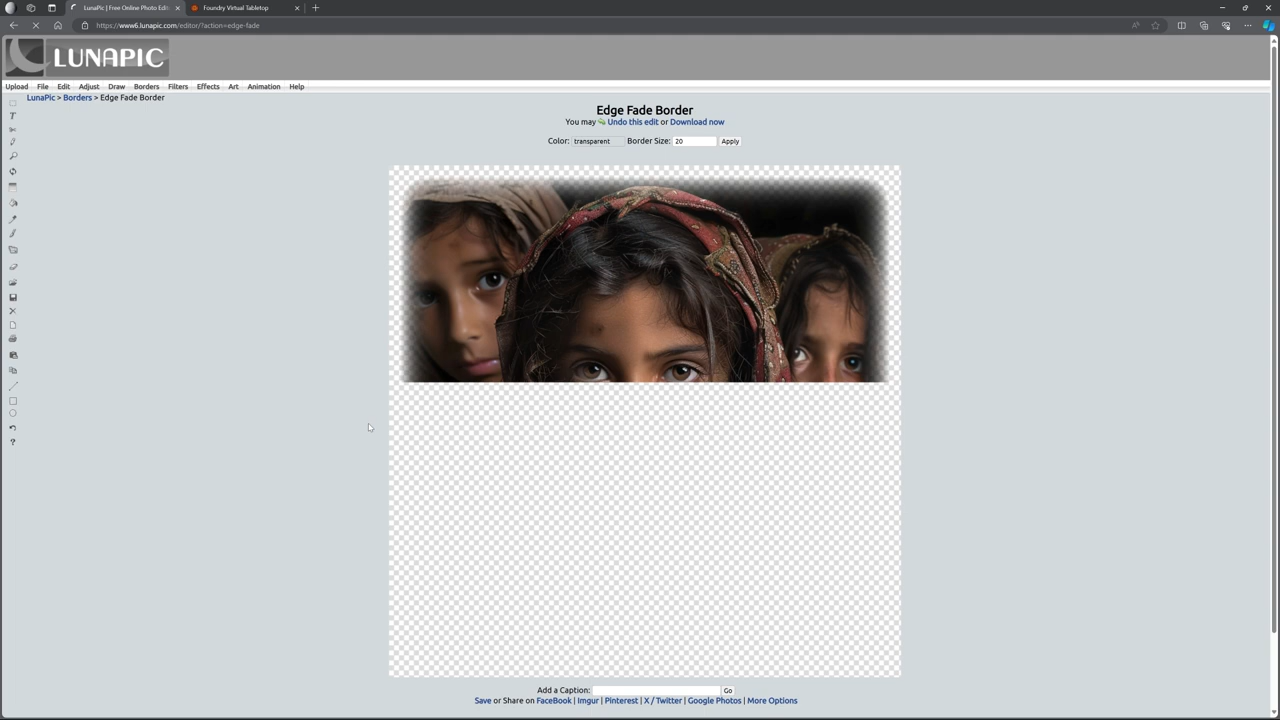 LunaPic | Free Online Photo Edit
Foundry Virtual Tabletop
https://www6.lunapic.com/editor/?action=edge-fade
LUNAPIC
Upload File Edit Adjust Draw Borders Filters Effects Art Animation Help
LunaPic > Borders > Edge Fade Border
Edge Fade Border
You may Undo this edit or Download now
Color: transparent Border Size: 20 Apply
Add a Caption: Go
Save or Share on FaceBook | Imgur | Pinterest | X / Twitter | Google Photos | More Options